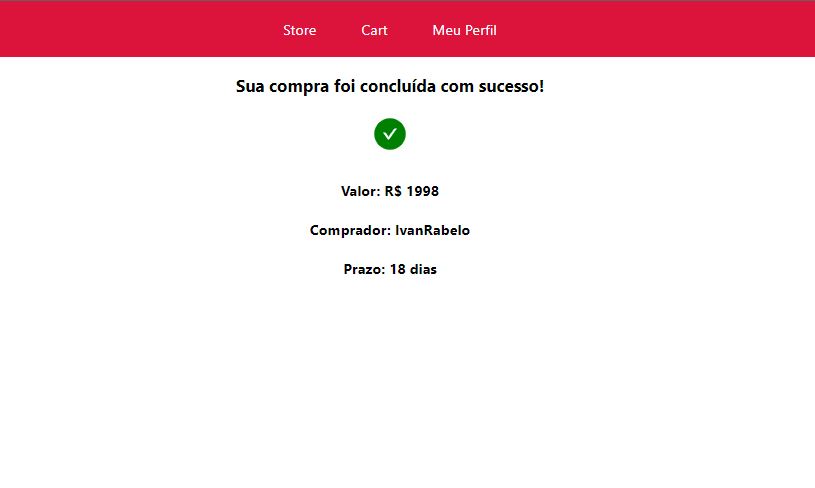 Store Cart Meu Perfil
Sua compra foi concluída com sucesso!
Valor: R$ 1998
Comprador: IvanRabelo
Prazo: 18 dias